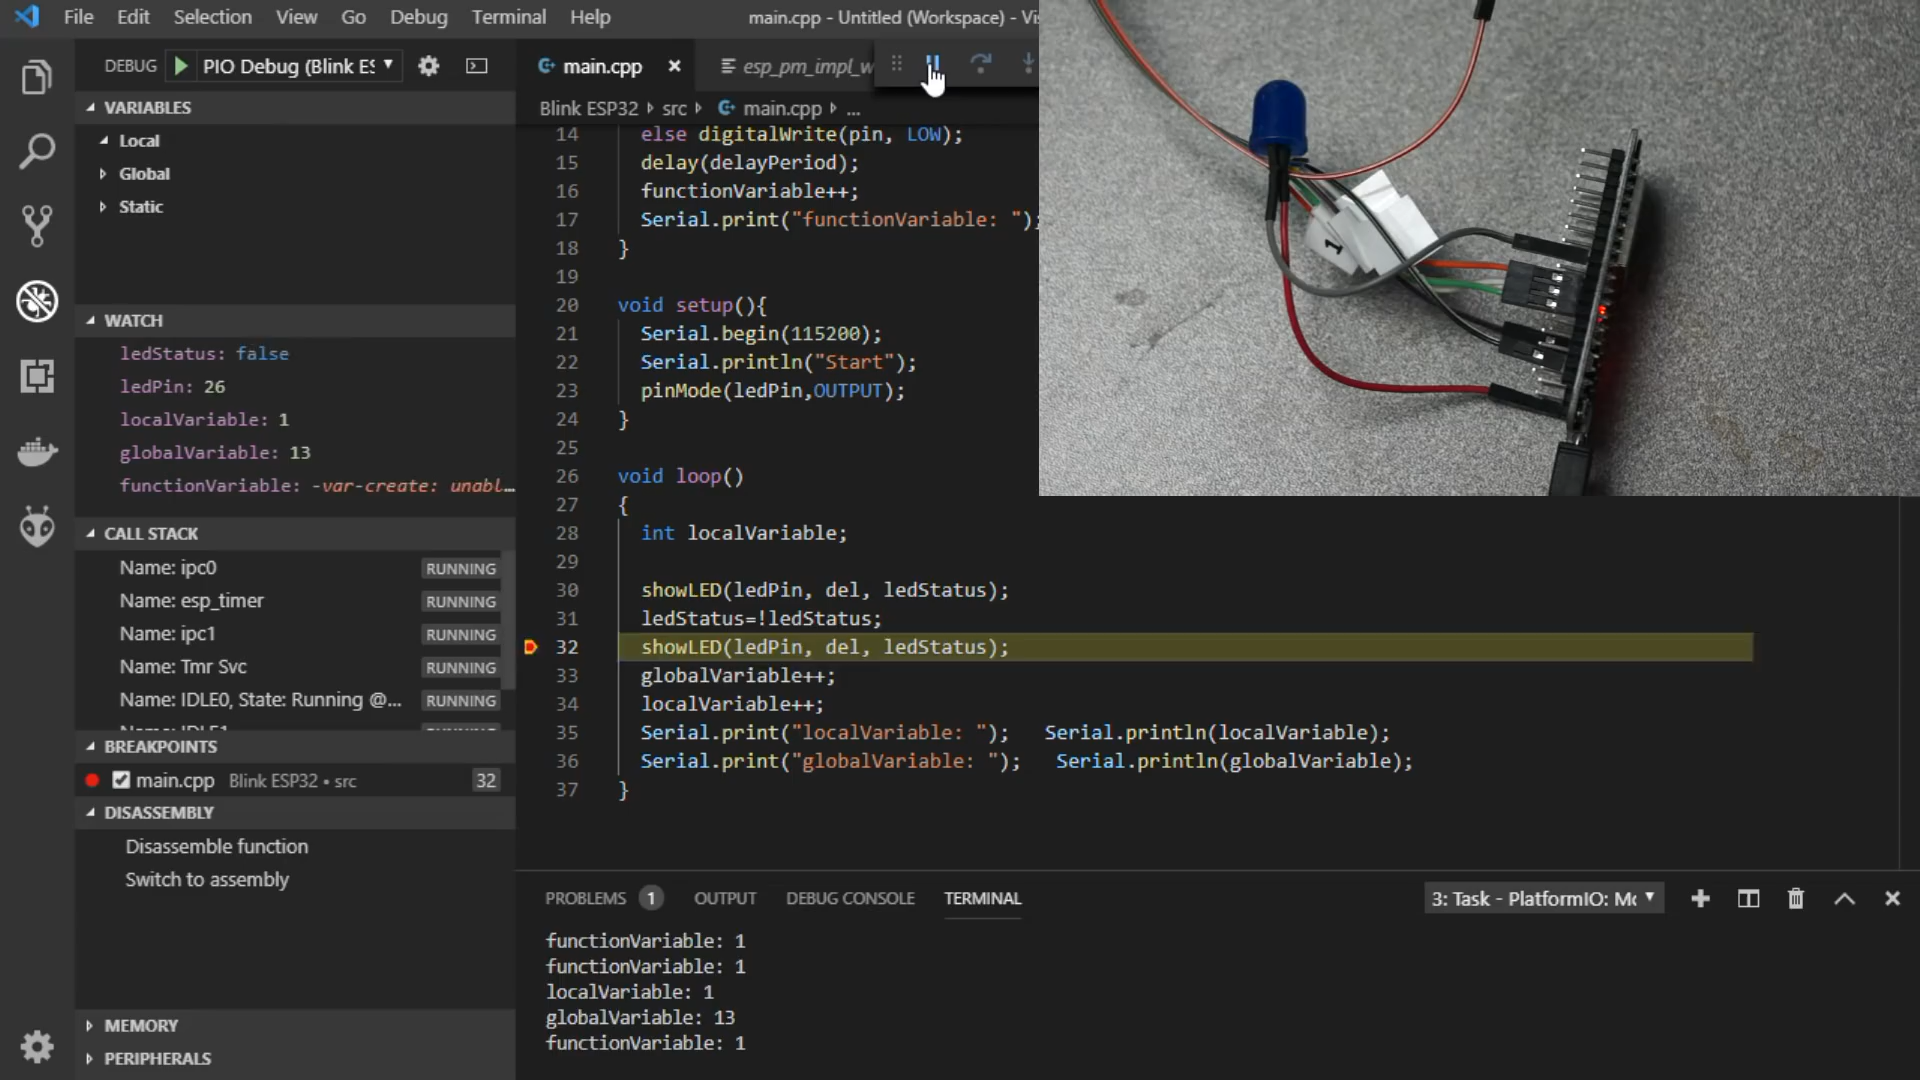 File Edit Selection View Go Debug Terminal Help
main.cpp - Untitled (Workspace) -
DEBUG PIO Debug (Blink
main.cpp
esp_pm_impl_w
Blink ESP32 src main.cpp ...
VARIABLES
Local
Global
Static
WATCH
ledStatus: false
ledPin: 26
localVariable: 1
globalVariable: 13
functionVariable: -var-create: unabl...
CALL STACK
Name: ipc0 RUNNING
Name: esp_timer RUNNING
Name: ipc1 RUNNING
Name: Tmr Svc RUNNING
Name: IDLE0, State: Running @... RUNNING
BREAKPOINTS
main.cpp Blink ESP32 • src 32
DISASSEMBLY
Disassemble function
Switch to assembly
MEMORY
PERIPHERALS
14 else digitalWrite(pin, LOW);
15 delay(delayPeriod);
16 functionVariable++;
17 Serial.print("functionVariable: ");
18 }
19
20 void setup(){
21 Serial.begin(115200);
22 Serial.println("Start");
23 pinMode(ledPin,OUTPUT);
24 }
25
26 void loop()
27 {
28 int localVariable;
29
30 showLED(ledPin, del, ledStatus);
31 ledStatus=!ledStatus;
32 showLED(ledPin, del, ledStatus);
33 globalVariable++;
34 localVariable++;
35 Serial.print("localVariable: "); Serial.println(localVariable);
36 Serial.print("globalVariable: "); Serial.println(globalVariable);
37 }
1
PROBLEMS 1 OUTPUT DEBUG CONSOLE TERMINAL
3: Task - PlatformIO: Mc
functionVariable: 1
functionVariable: 1
localVariable: 1
globalVariable: 13
functionVariable: 1